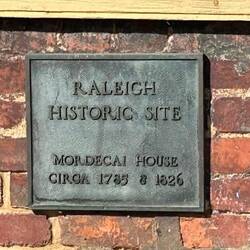 RALEIGH
HISTORIC SITE
MORDECAI HOUSE
CIRCA 1785 & 1826